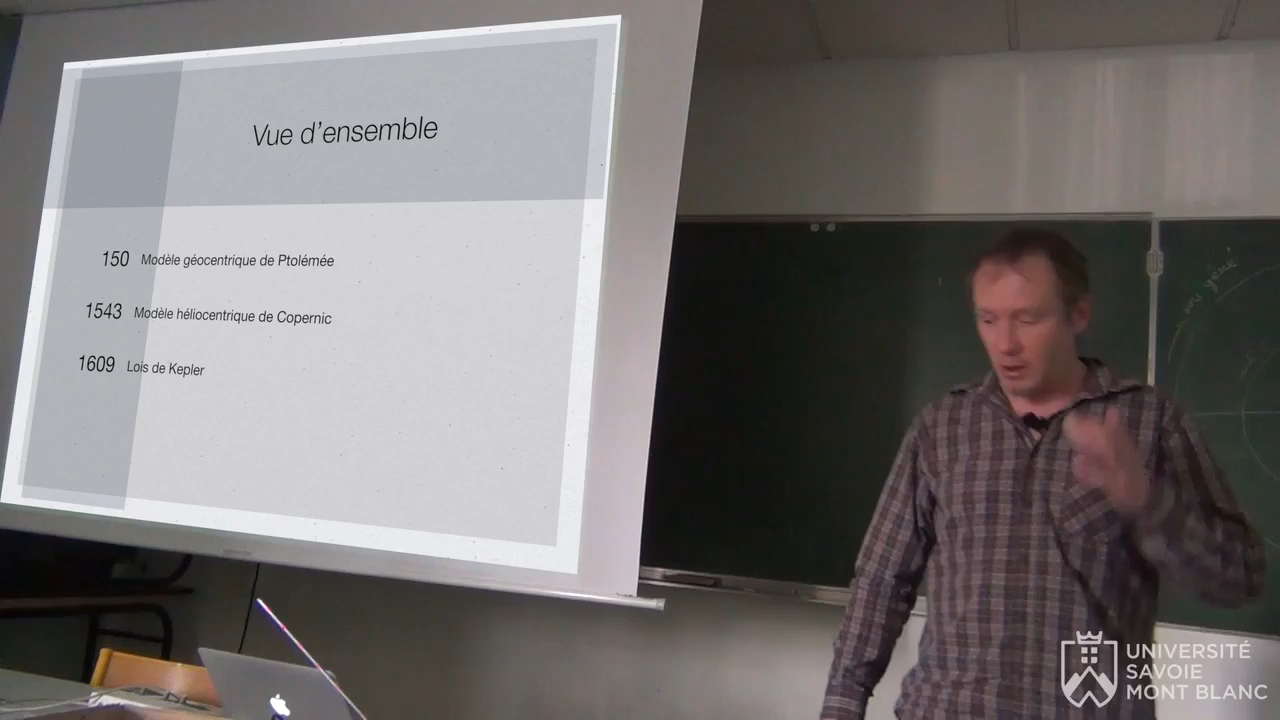 Vue d'ensemble
150 Modèle géocentrique de Ptolémée
1543 Modèle héliocentrique de Copernic
1609 Lois de Kepler
UNIVERSITÉ
SAVOIE
MONT BLANC